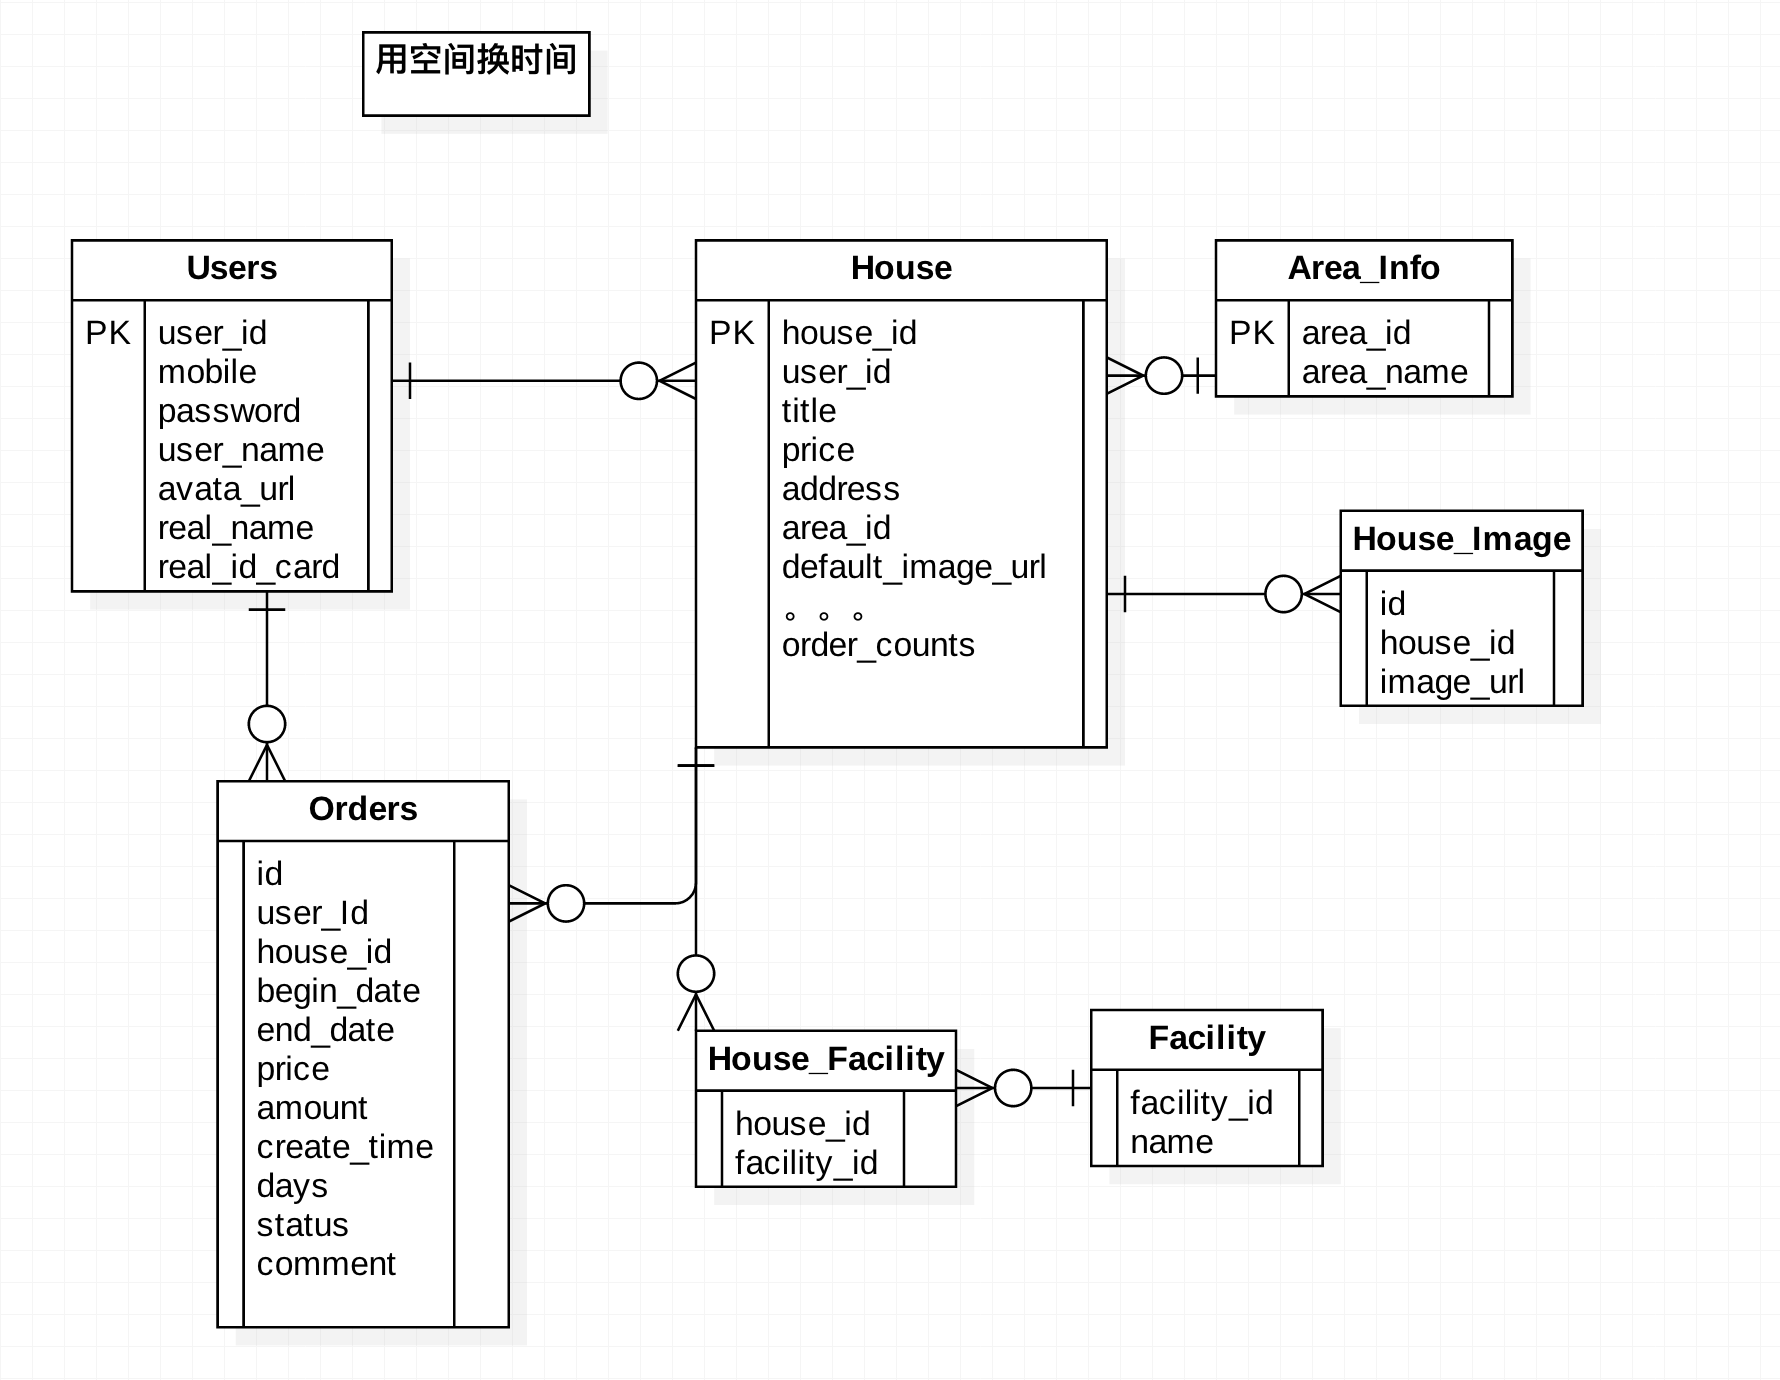 用空间换时间
Users
PK user_id
mobile
password
user_name
avata_url
real_name
real_id_card
House
PK house_id
user_id
title
price
address
area_id
default_image_url
。。。
order_counts
Area_Info
PK area_id
area_name
House_Image
id
house_id
image_url
Orders
id
user_Id
house_id
begin_date
end_date
price
amount
create_time
days
status
comment
House_Facility
house_id
facility_id
Facility
facility_id
name